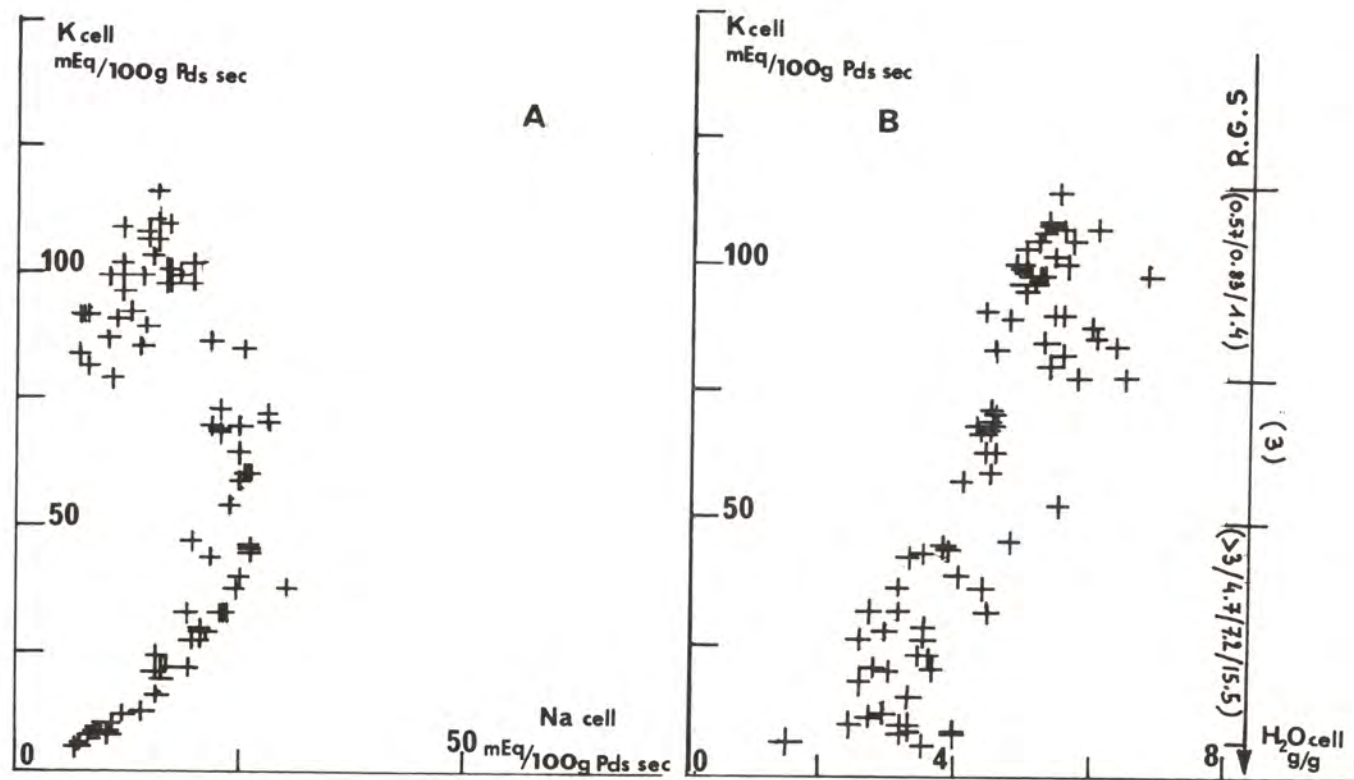 K cell
mEq/100g Pds sec
A
100
50
0
Na cell
50 mEq/100g Pds sec
K cell
mEq/100g Pds sec
B
100
50
0
4
8
H₂O cell
g/g
R.G.S
(0.57/0.83/1.4)
(3)
(>3/4.7/7.2/15.5)